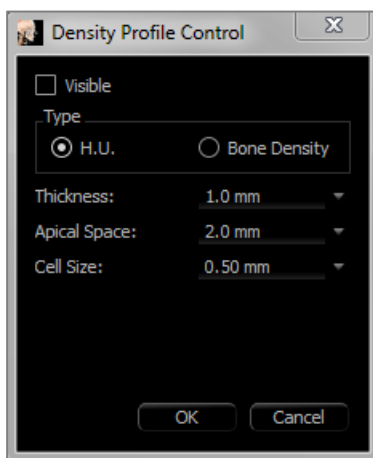 Density Profile Control
Visible
Type
H.U. Bone Density
Thickness: 1.0 mm
Apical Space: 2.0 mm
Cell Size: 0.50 mm
OK Cancel